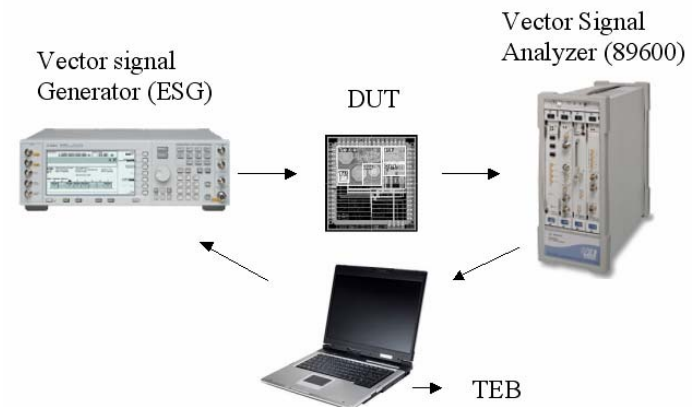 Vector Signal
Analyzer (89600)
Vector signal
Generator (ESG)
DUT
TEB